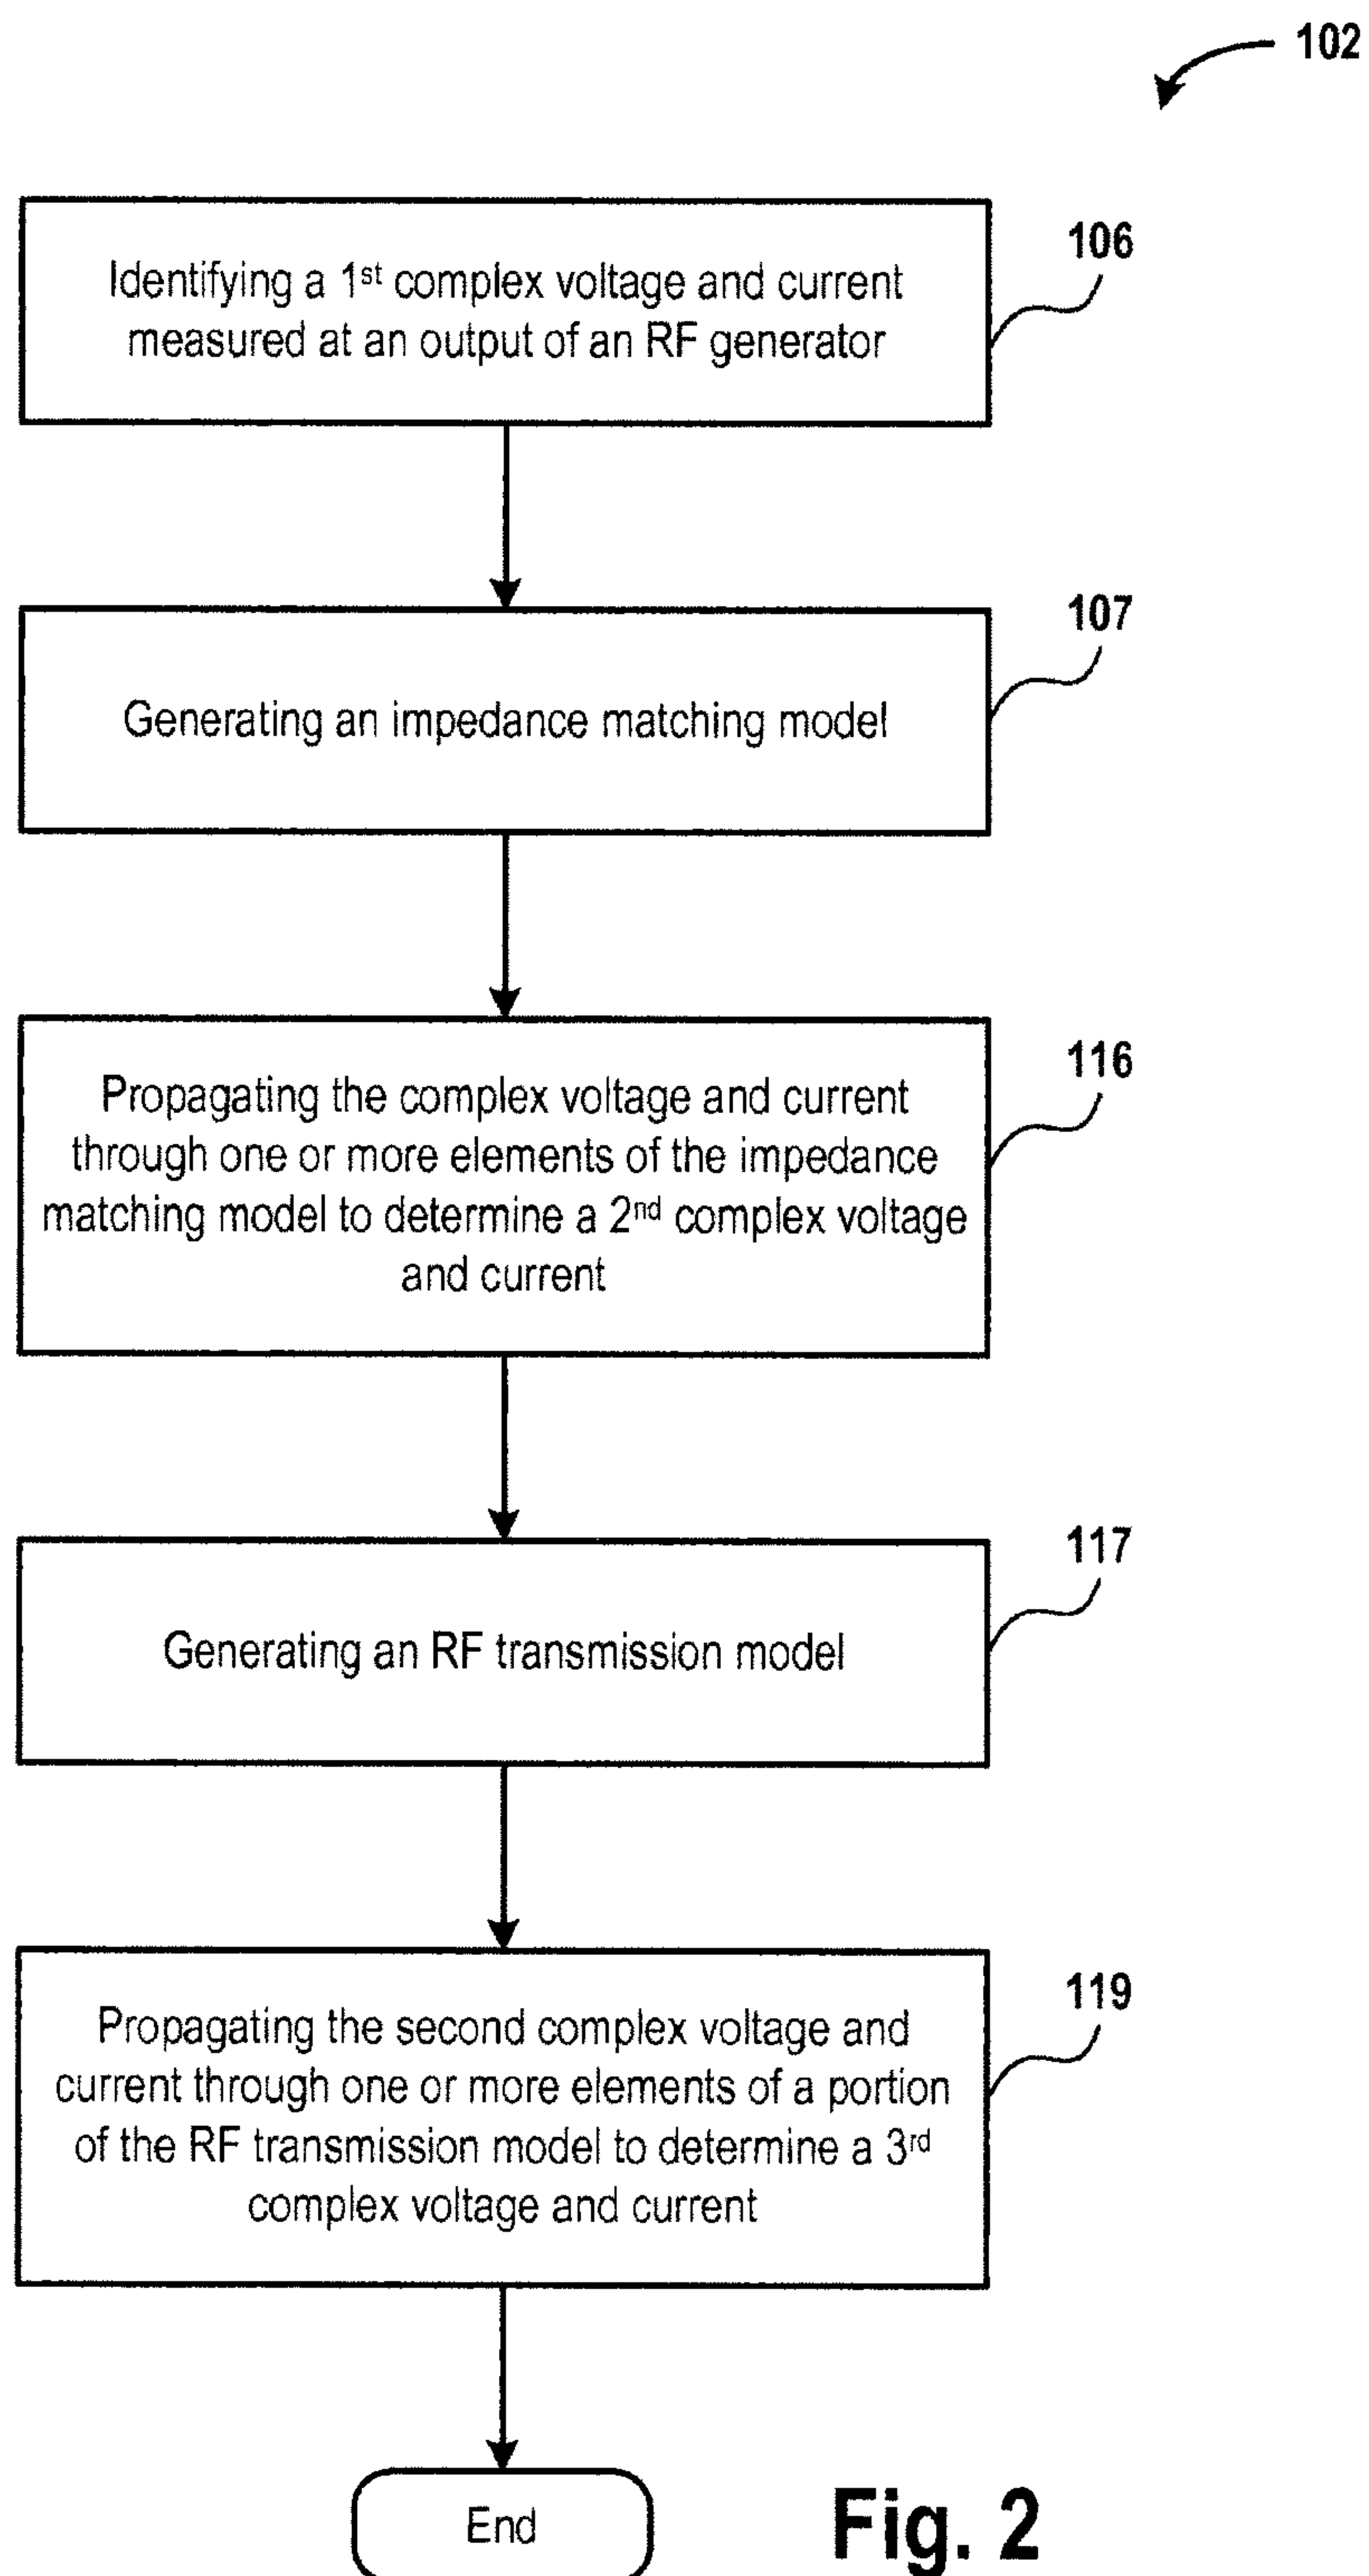 102
Identifying a 1st complex voltage and current
measured at an output of an RF generator
106
Generating an impedance matching model
107
Propagating the complex voltage and current
through one or more elements of the impedance
matching model to determine a 2nd complex voltage
and current
116
Generating an RF transmission model
117
Propagating the second complex voltage and
current through one or more elements of a portion
of the RF transmission model to determine a 3rd
complex voltage and current
119
End
Fig. 2